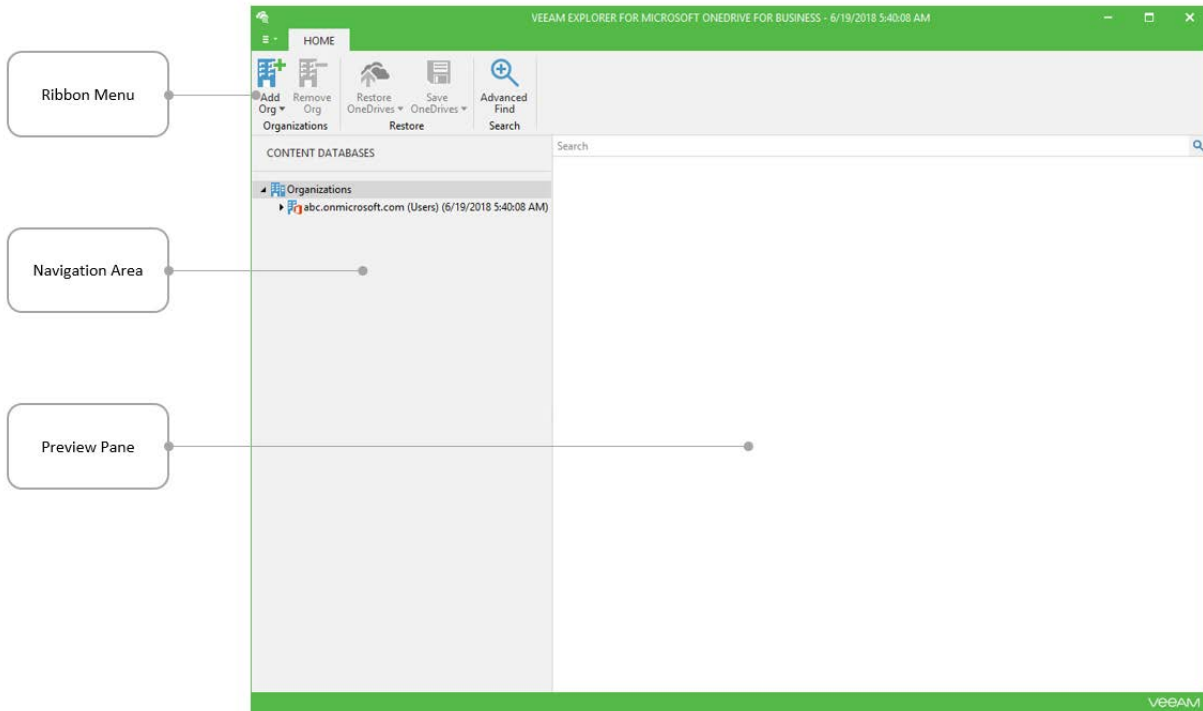 VEEAM EXPLORER FOR MICROSOFT ONEDRIVE FOR BUSINESS - 6/19/2018 5:40:08 AM
HOME
Ribbon Menu
Add Org
Remove Org
Restore OneDrives
Save OneDrives
Advanced Find
Organizations
Restore
Search
CONTENT DATABASES
Search
Organizations
abc.onmicrosoft.com (Users) (6/19/2018 5:40:08 AM)
Navigation Area
Preview Pane
veeAM